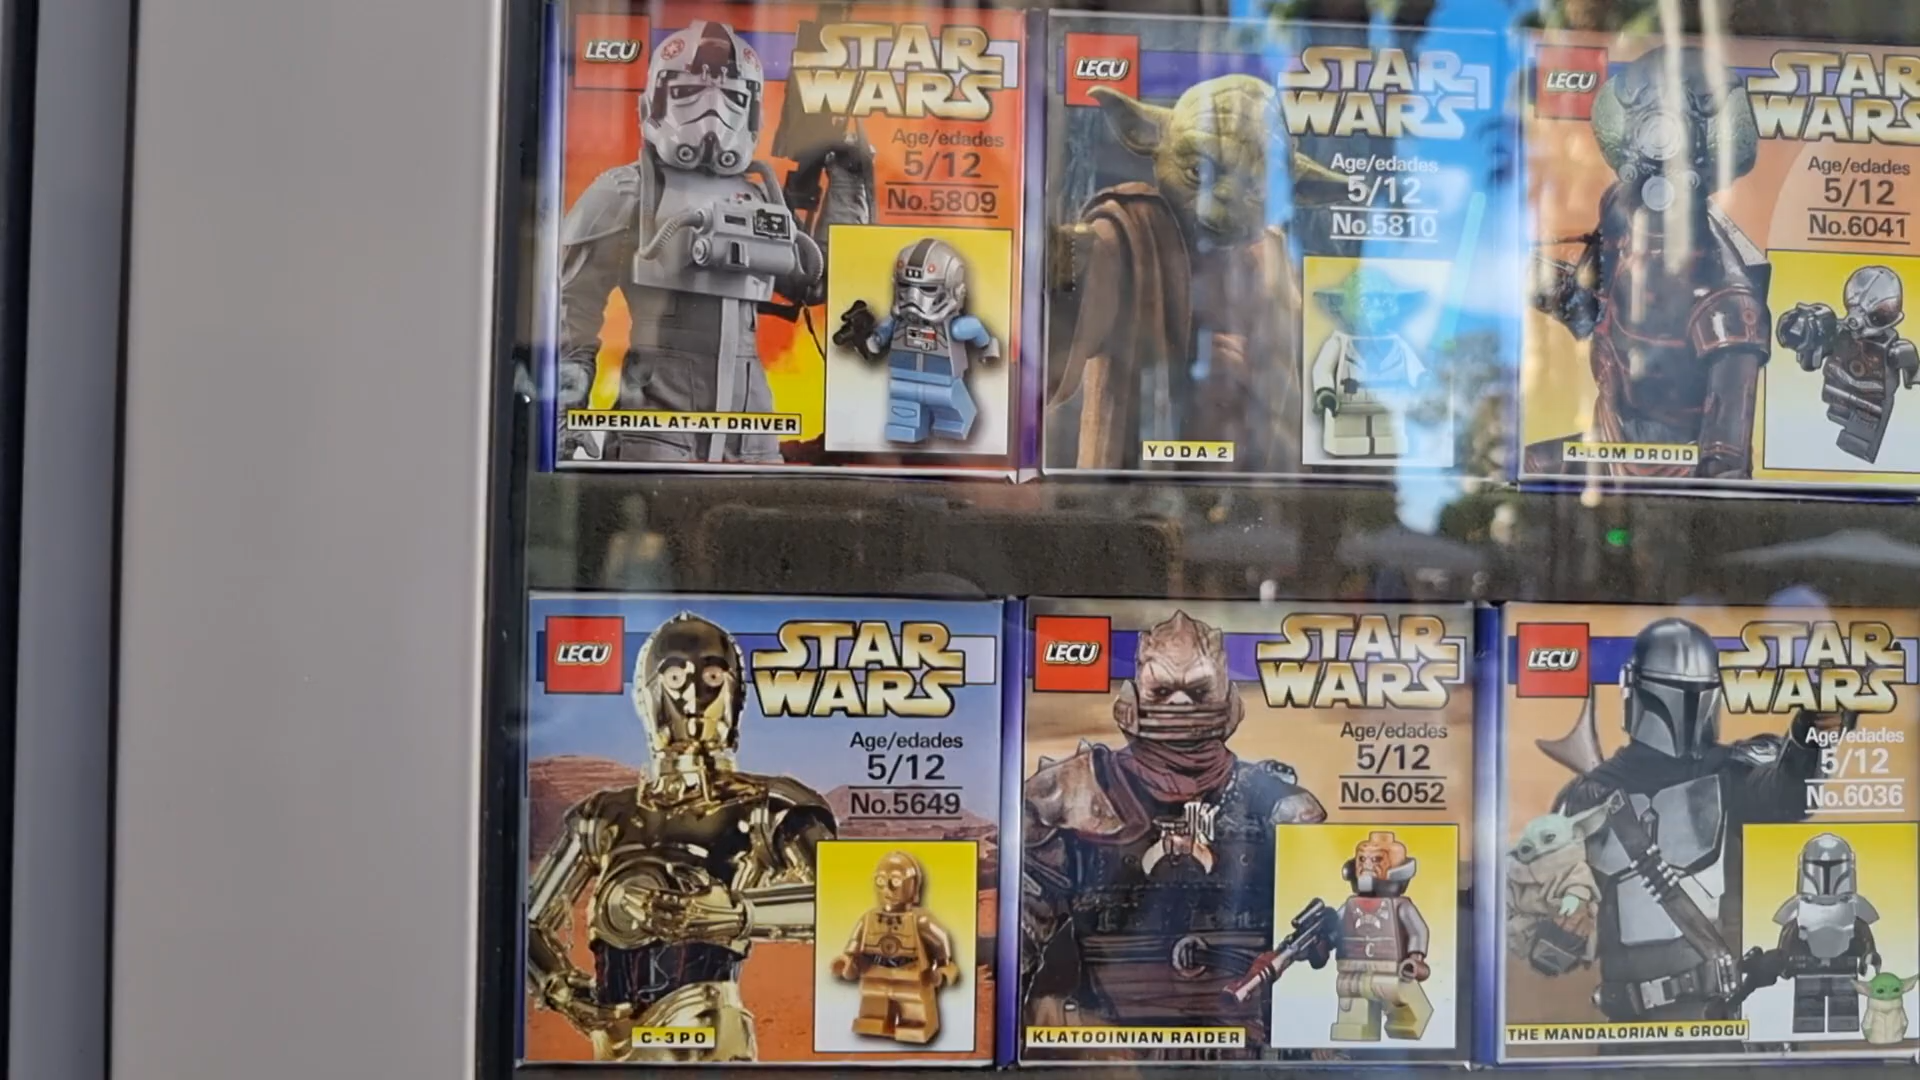 LECU
STAR
WARS
Age/edades
5/12
No.5809
IMPERIAL AT-AT DRIVER
LECU
STAR
WARS
Age/edades
5/12
No.5810
YODA 2
LECU
STAR
WARS
Age/edades
5/12
No.6041
4-LOM DROID
LECU
STAR
WARS
Age/edades
5/12
No.5649
C-3PO
LECU
STAR
WARS
Age/edades
5/12
No.6052
KLATOOINIAN RAIDER
LECU
STAR
WARS
Age/edades
5/12
No.6036
THE MANDALORIAN & GROGU